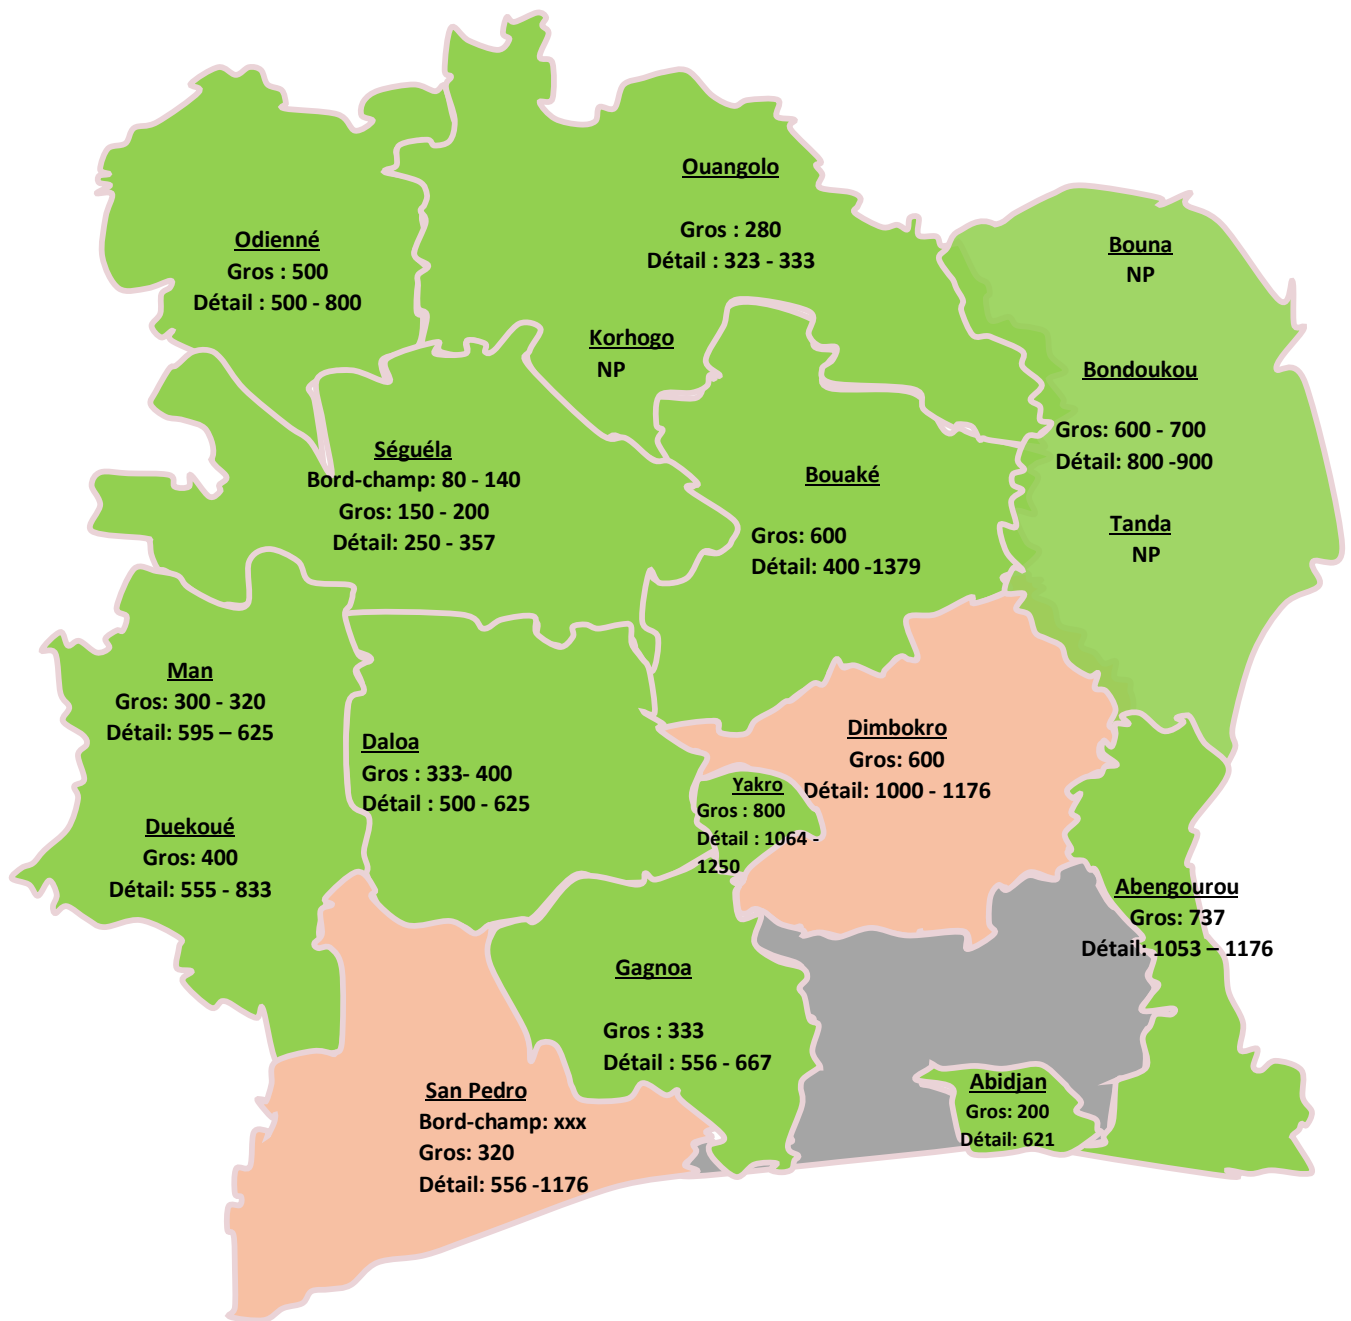 Ouangolo
Gros : 280
Détail : 323 - 333
Odienné
Gros : 500
Détail : 500 - 800
Bouna
NP
Korhogo
NP
Bondoukou
Gros: 600 - 700
Détail: 800 -900
Séguéla
Bord-champ: 80 - 140
Gros: 150 - 200
Détail: 250 - 357
Bouaké
Gros: 600
Détail: 400 -1379
Tanda
NP
Man
Gros: 300 - 320
Détail: 595 – 625
Daloa
Gros : 333- 400
Détail : 500 - 625
Dimbokro
Gros: 600
Détail: 1000 - 1176
Yakro
Gros : 800
Détail : 1064 -
1250
Duekoué
Gros: 400
Détail: 555 - 833
Abengourou
Gros: 737
Détail: 1053 – 1176
Gagnoa
Gros : 333
Détail : 556 - 667
San Pedro
Bord-champ: xxx
Gros: 320
Détail: 556 -1176
Abidjan
Gros: 200
Détail: 621